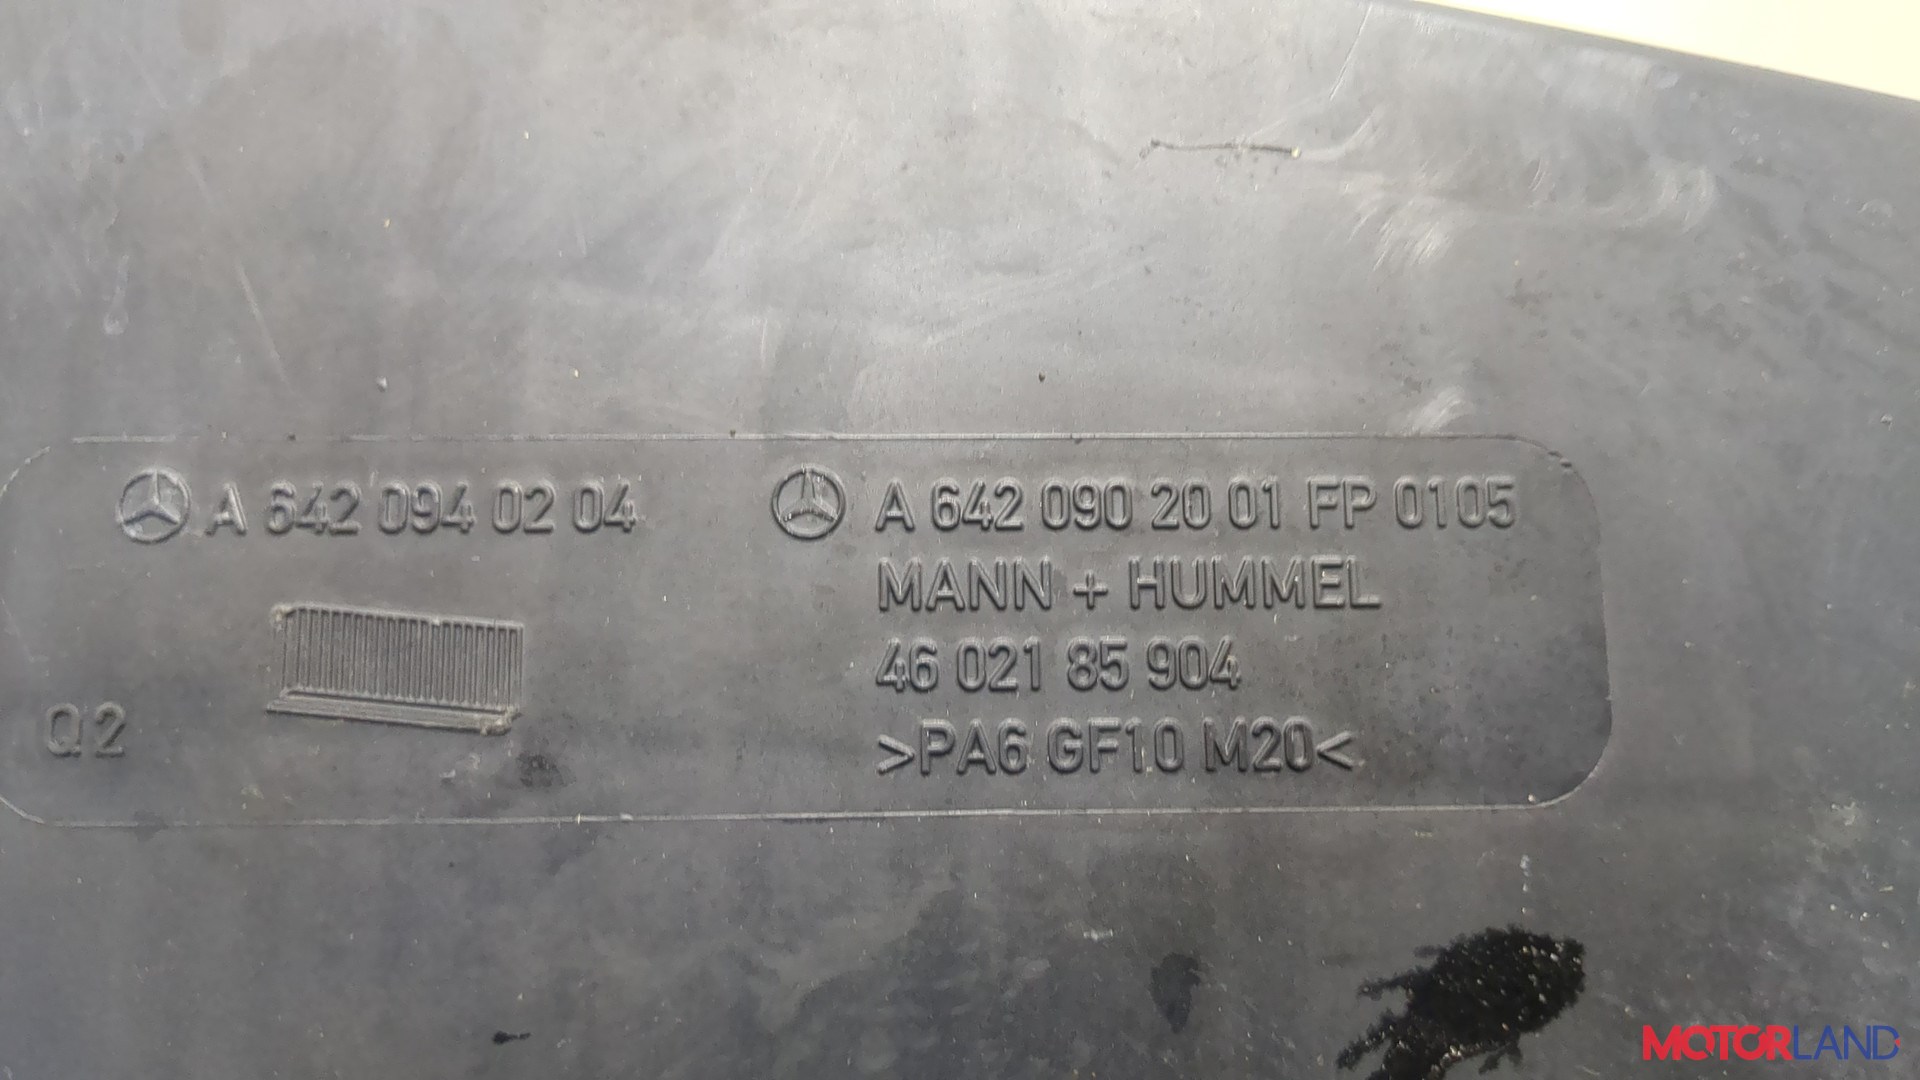 A 642 094 02 04
A 642 090 20 01 FP 0105
MANN + HUMMEL
46 021 85 904
>PA6 GF10 M20<
Q2
MOTORLAND